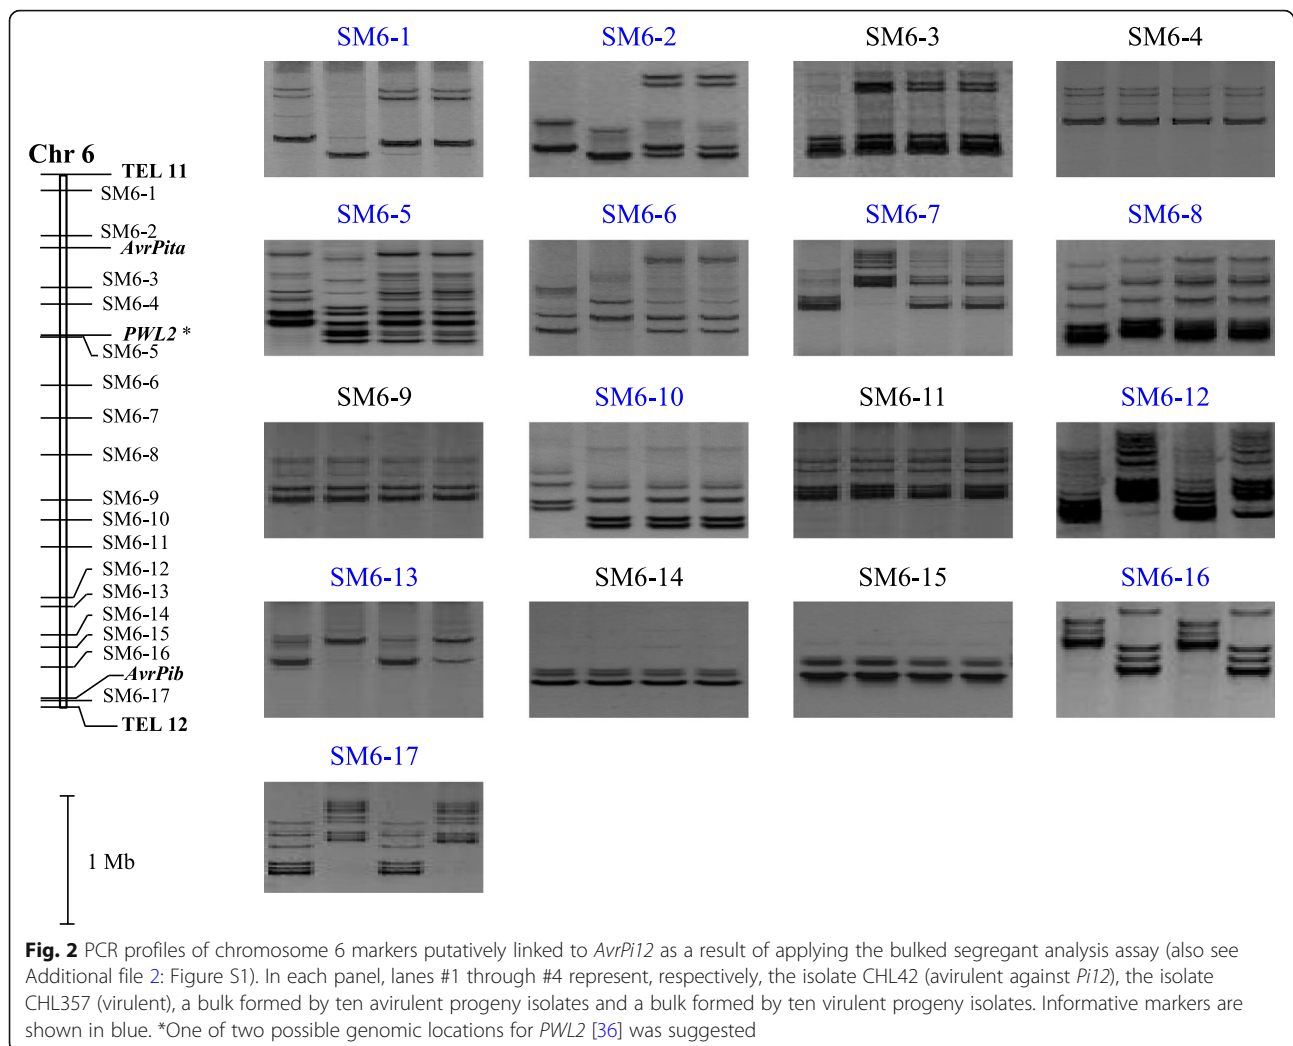 SM6-1 SM6-2 SM6-3 SM6-4
Chr 6
TEL 11
SM6-1
SM6-2
AvrPita
SM6-3
SM6-4
PWL2 *
SM6-5
SM6-6
SM6-7
SM6-8
SM6-9
SM6-10
SM6-11
SM6-12
SM6-13
SM6-14
SM6-15
SM6-16
AvrPib
SM6-17
TEL 12
1 Mb
SM6-5 SM6-6 SM6-7 SM6-8
SM6-9 SM6-10 SM6-11 SM6-12
SM6-13 SM6-14 SM6-15 SM6-16
SM6-17
Fig. 2 PCR profiles of chromosome 6 markers putatively linked to AvrPi12 as a result of applying the bulked segregant analysis assay (also see
Additional file 2: Figure S1). In each panel, lanes #1 through #4 represent, respectively, the isolate CHL42 (avirulent against Pi12), the isolate
CHL357 (virulent), a bulk formed by ten avirulent progeny isolates and a bulk formed by ten virulent progeny isolates. Informative markers are
shown in blue. *One of two possible genomic locations for PWL2 [36] was suggested